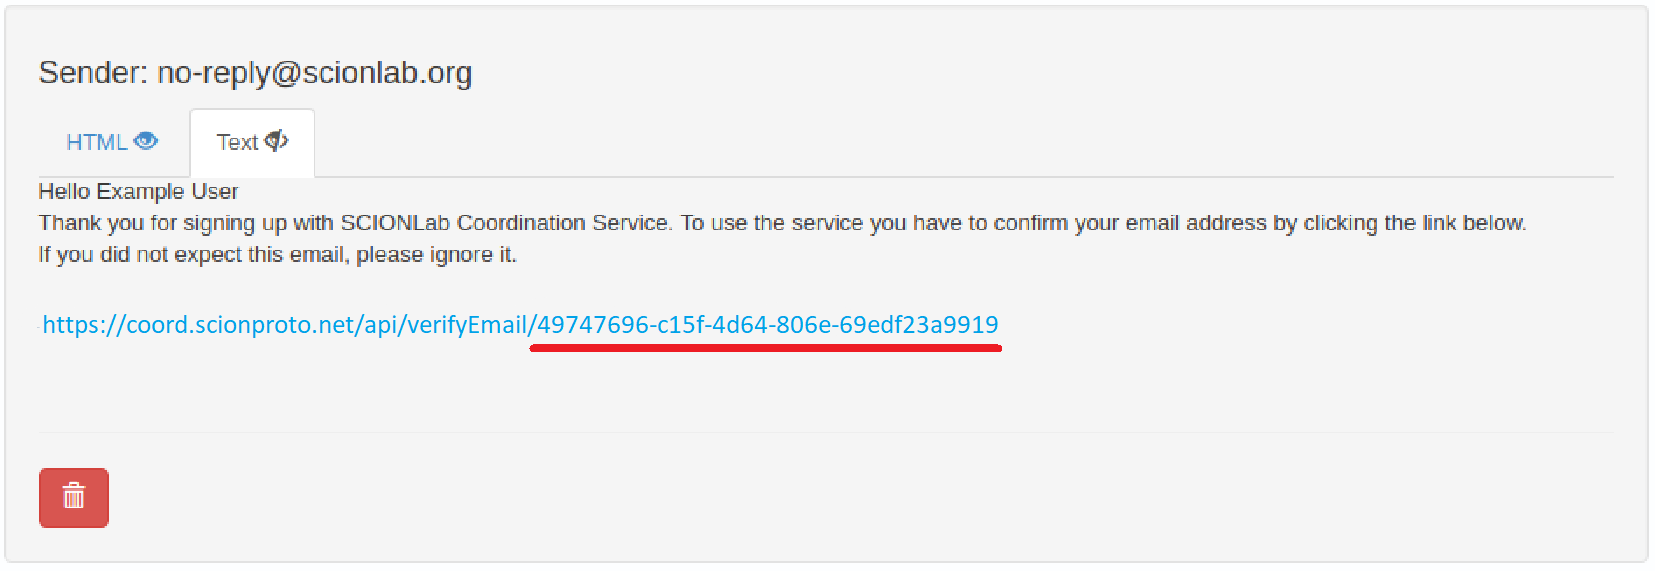 Sender: no-reply@scionlab.org
HTML
Text
Hello Example User
Thank you for signing up with SCIONLab Coordination Service. To use the service you have to confirm your email address by clicking the link below.
If you did not expect this email, please ignore it.
https://coord.scionproto.net/api/verifyEmail/49747696-c15f-4d64-806e-69edf23a9919